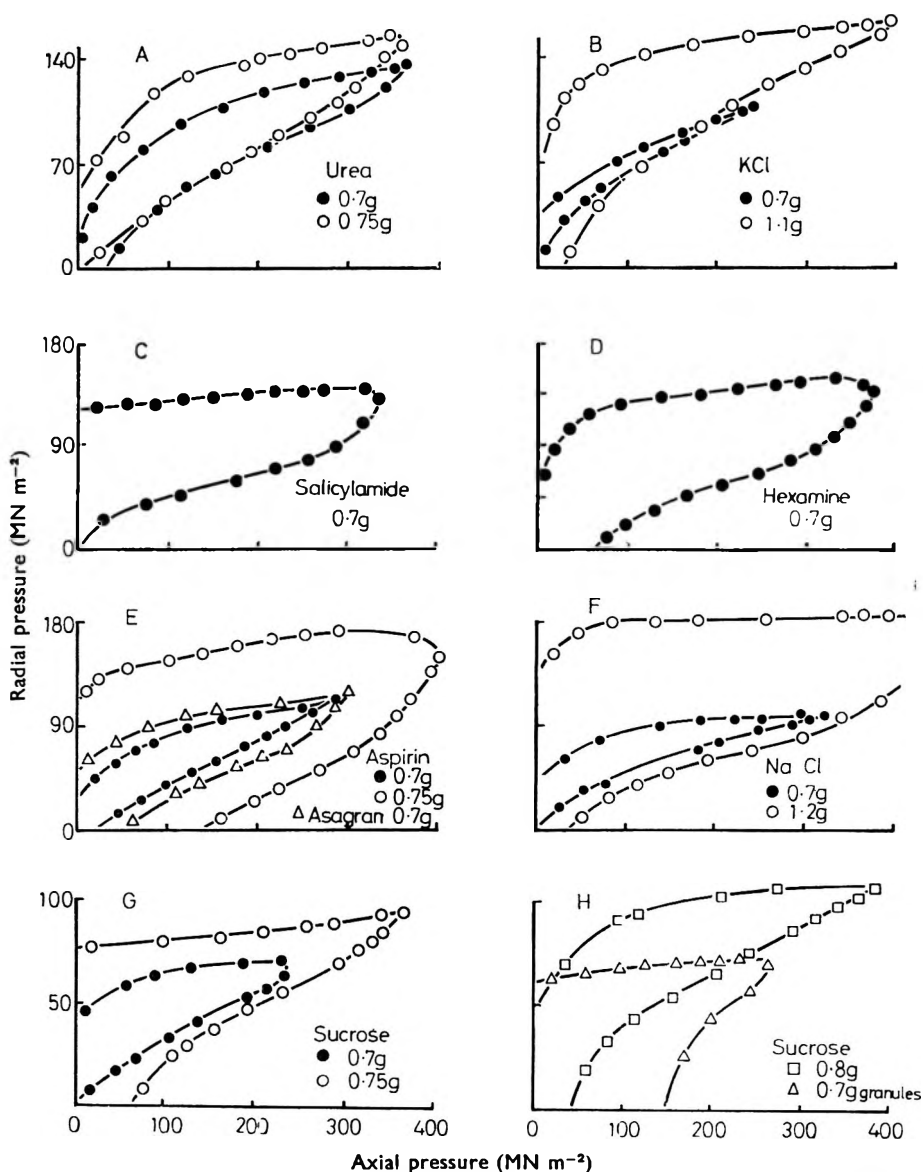 A
140
70
0
Urea
● 0·7g
○ 0·75g
B
KCl
● 0·7g
○ 1·1g
C
180
90
0
Salicylamide
0·7g
D
Hexamine
0·7g
Radial pressure (MN m⁻²)
E
180
90
0
Aspirin
● 0·7g
○ 0·75g
△ Asagran 0·7g
F
Na Cl
● 0·7g
○ 1·2g
G
100
50
Sucrose
● 0·7g
○ 0·75g
0 100 200 300 400
H
Sucrose
□ 0·8g
△ 0·7g granules
0 100 200 300 400
Axial pressure (MN m⁻²)